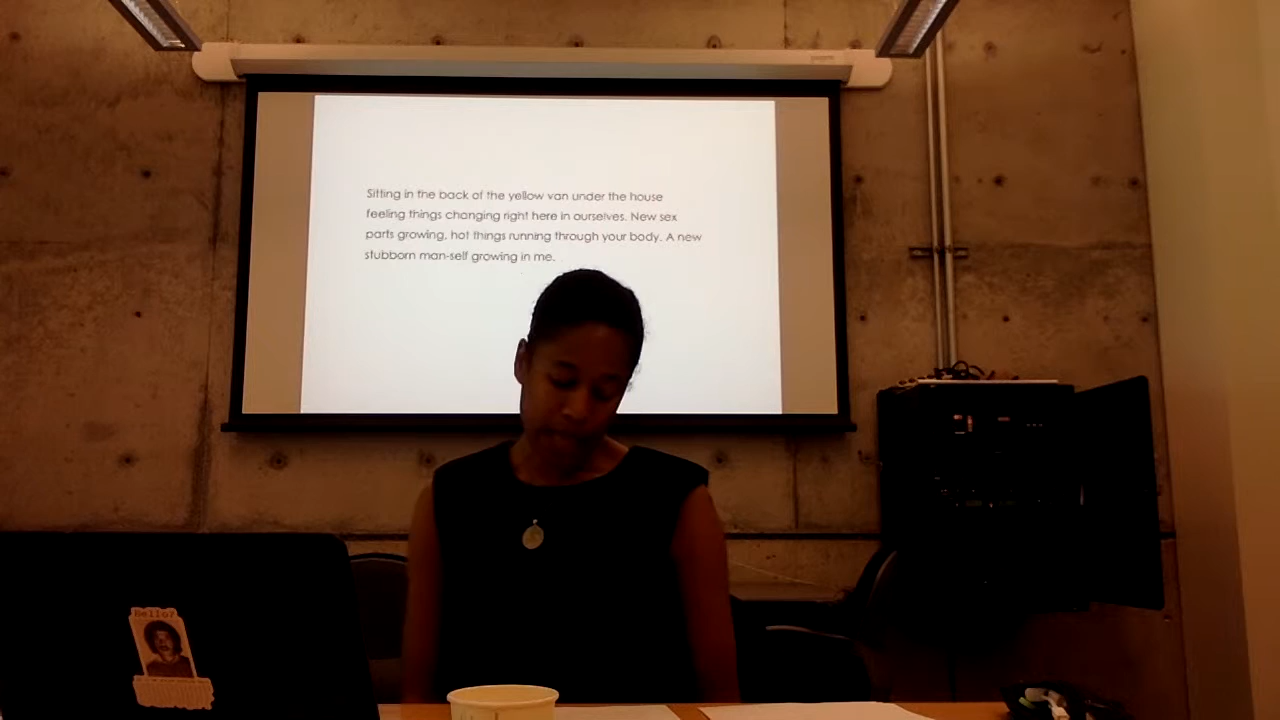 Sitting in the back of the yellow van under the house
feeling things changing right here in ourselves. New sex
parts growing, hot things running through your body. A new
stubborn man-self growing in me.
Hello?